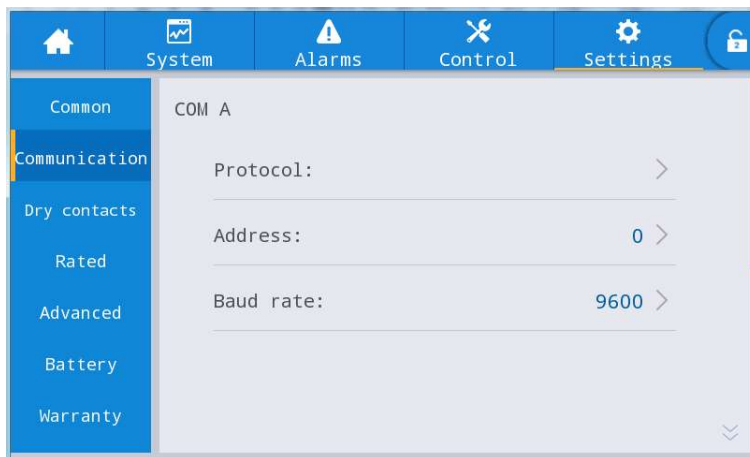 System
Alarms
Control
Settings
2
Common
Communication
Dry contacts
Rated
Advanced
Battery
Warranty
COM A
Protocol:
Address: 0
Baud rate: 9600